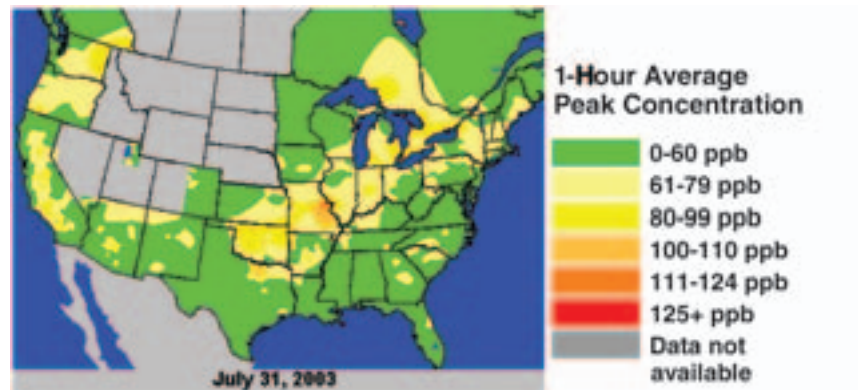 1-Hour Average
Peak Concentration
0-60 ppb
61-79 ppb
80-99 ppb
100-110 ppb
111-124 ppb
125+ ppb
Data not
available
July 31, 2003